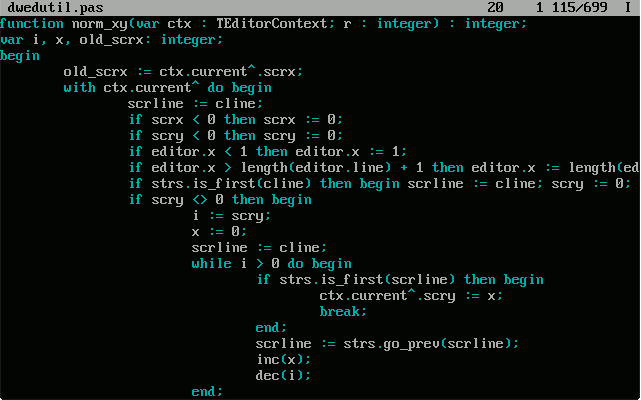 dwedutil.pas 20 1 115/699 I
function norm_xy(var ctx : TEditorContext; r : integer) : integer;
var i, x, old_scrx: integer;
begin
        old_scrx := ctx.current^.scrx;
        with ctx.current^ do begin
                scrline := cline;
                if scrx < 0 then scrx := 0;
                if scry < 0 then scry := 0;
                if editor.x < 1 then editor.x := 1;
                if editor.x > length(editor.line) + 1 then editor.x := length(ed
                if strs.is_first(cline) then begin scrline := cline; scry := 0;
                if scry <> 0 then begin
                        i := scry;
                        x := 0;
                        scrline := cline;
                        while i > 0 do begin
                                if strs.is_first(scrline) then begin
                                        ctx.current^.scry := x;
                                        break;
                                end;
                                scrline := strs.go_prev(scrline);
                                inc(x);
                                dec(i);
                        end;